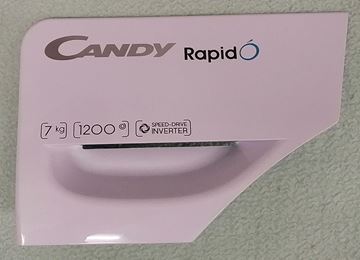 CANDY RapidÓ
7 kg 1200 @ SPEED-DRIVE
INVERTER